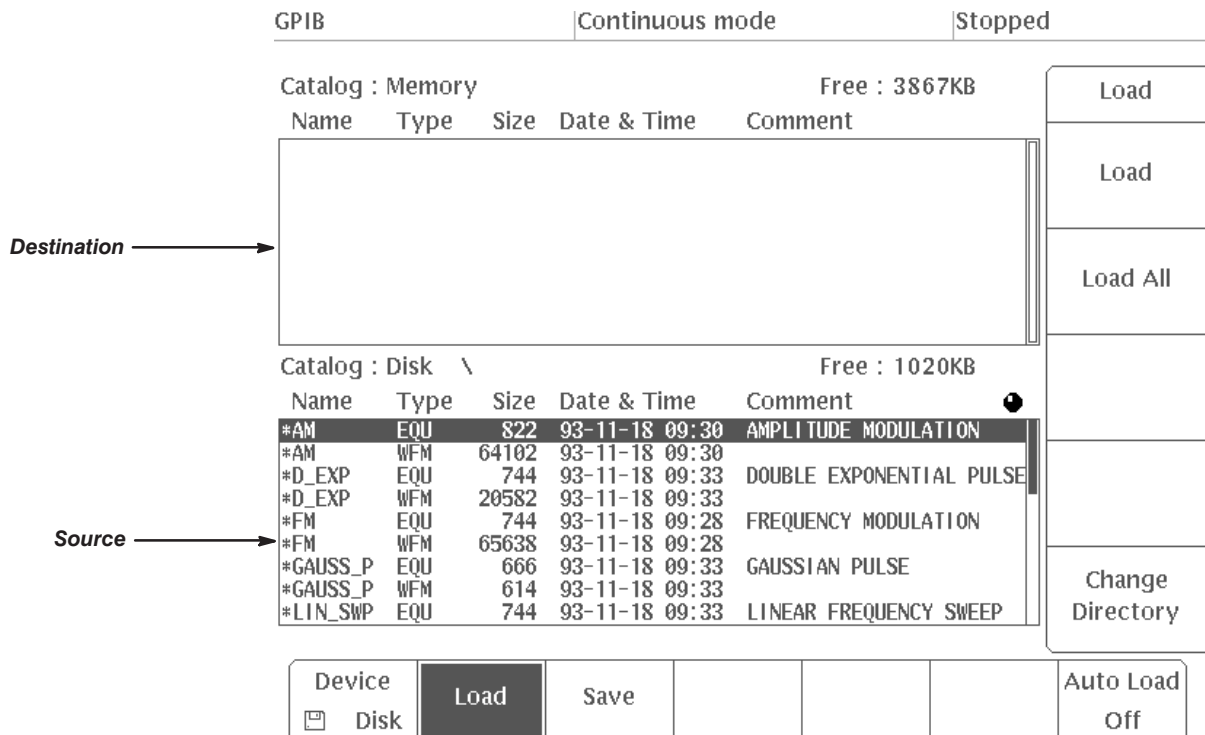 GPIB Continuous mode Stopped
Catalog : Memory Free : 3867KB
Name Type Size Date & Time Comment
Load
Load
Destination
Load All
Catalog : Disk \ Free : 1020KB
Name Type Size Date & Time Comment
*AM EQU 822 93-11-18 09:30 AMPLITUDE MODULATION
*AM WFM 64102 93-11-18 09:30
*D_EXP EQU 744 93-11-18 09:33 DOUBLE EXPONENTIAL PULSE
*D_EXP WFM 20582 93-11-18 09:33
*FM EQU 744 93-11-18 09:28 FREQUENCY MODULATION
Source
*FM WFM 65638 93-11-18 09:28
*GAUSS_P EQU 666 93-11-18 09:33 GAUSSIAN PULSE
*GAUSS_P WFM 614 93-11-18 09:33
*LIN_SWP EQU 744 93-11-18 09:33 LINEAR FREQUENCY SWEEP
Change
Directory
Device
Disk
Load
Save
Auto Load
Off